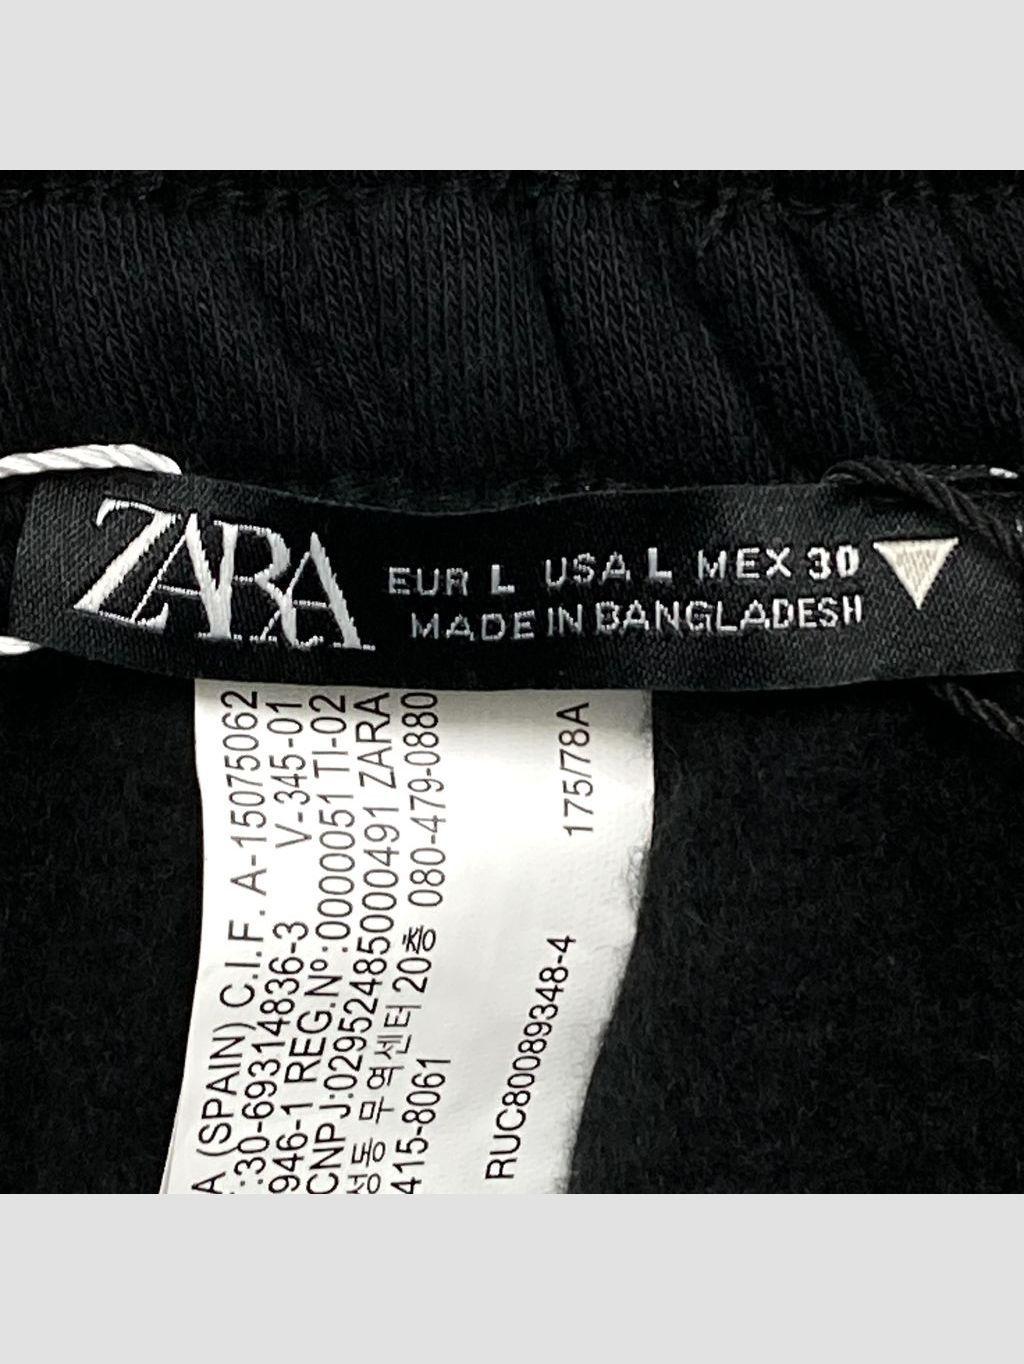 ZARA
EUR L USA L MEX 30
MADE IN BANGLADESH
A (SPAIN) C.I.F. A-15075062
:30-69314836-3 V-345-01
946-1 REG.Nº:0000051 TI-02
CNPJ:02952485000491 ZARA
성동 무역센터 20층 080-479-0880
415-8061
RUC80089348-4 175/78A